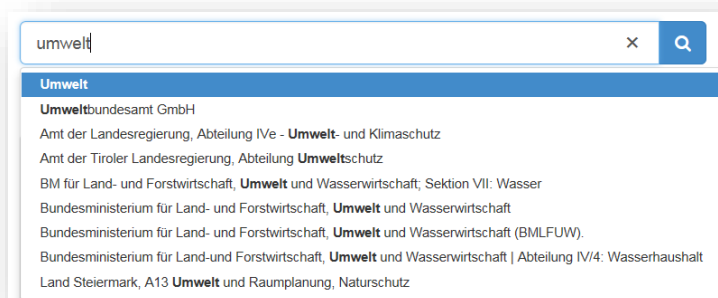 umwelt
Umwelt
Umweltbundesamt GmbH
Amt der Landesregierung, Abteilung IVe - Umwelt- und Klimaschutz
Amt der Tiroler Landesregierung, Abteilung Umweltschutz
BM für Land- und Forstwirtschaft, Umwelt und Wasserwirtschaft; Sektion VII: Wasser
Bundesministerium für Land- und Forstwirtschaft, Umwelt und Wasserwirtschaft
Bundesministerium für Land- und Forstwirtschaft, Umwelt und Wasserwirtschaft (BMLFUW).
Bundesministerium für Land-und Forstwirtschaft, Umwelt und Wasserwirtschaft | Abteilung IV/4: Wasserhaushalt
Land Steiermark, A13 Umwelt und Raumplanung, Naturschutz